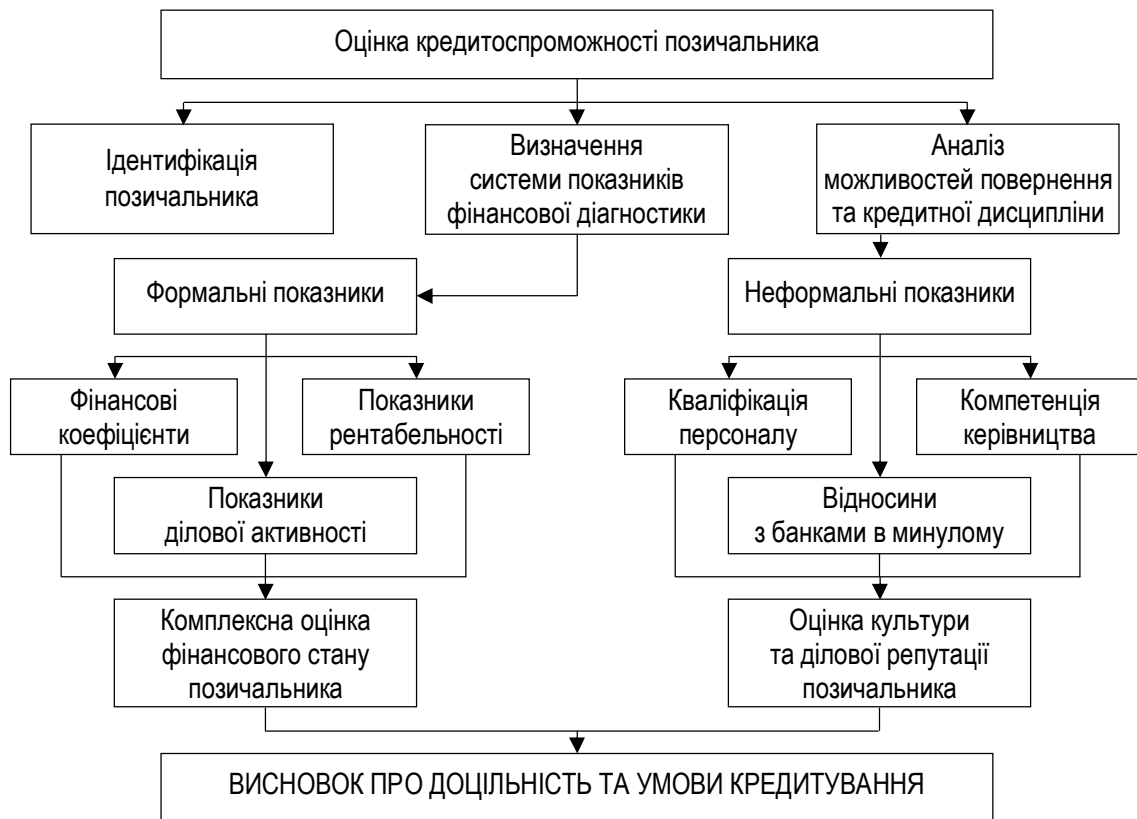 Оцінка кредитоспроможності позичальника
Ідентифікація
позичальника
Визначення
системи показників
фінансової діагностики
Аналіз
можливостей повернення
та кредитної дисципліни
Формальні показники
Неформальні показники
Фінансові
коефіцієнти
Показники
рентабельності
Кваліфікація
персоналу
Компетенція
керівництва
Показники
ділової активності
Відносини
з банками в минулому
Комплексна оцінка
фінансового стану
позичальника
Оцінка культури
та ділової репутації
позичальника
ВИСНОВОК ПРО ДОЦІЛЬНІСТЬ ТА УМОВИ КРЕДИТУВАННЯ